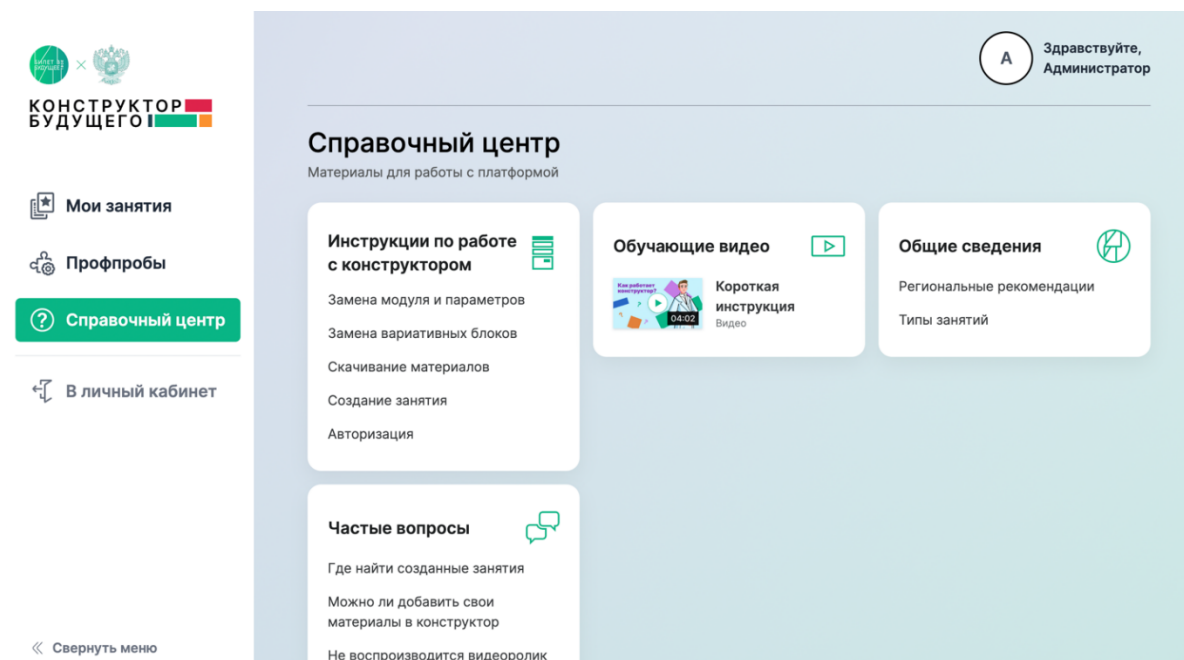 БИЛЕТ В
БУДУЩЕЕ
КОНСТРУКТОР
БУДУЩЕГО
Мои занятия
Профпробы
Справочный центр
В личный кабинет
Свернуть меню
А
Здравствуйте,
Администратор
Справочный центр
Материалы для работы с платформой
Инструкции по работе
с конструктором
Замена модуля и параметров
Замена вариативных блоков
Скачивание материалов
Создание занятия
Авторизация
Обучающие видео
Как работает
конструктор?
04:02
Короткая
инструкция
Видео
Общие сведения
Региональные рекомендации
Типы занятий
Частые вопросы
Где найти созданные занятия
Можно ли добавить свои
материалы в конструктор
Не воспроизводится видеоролик